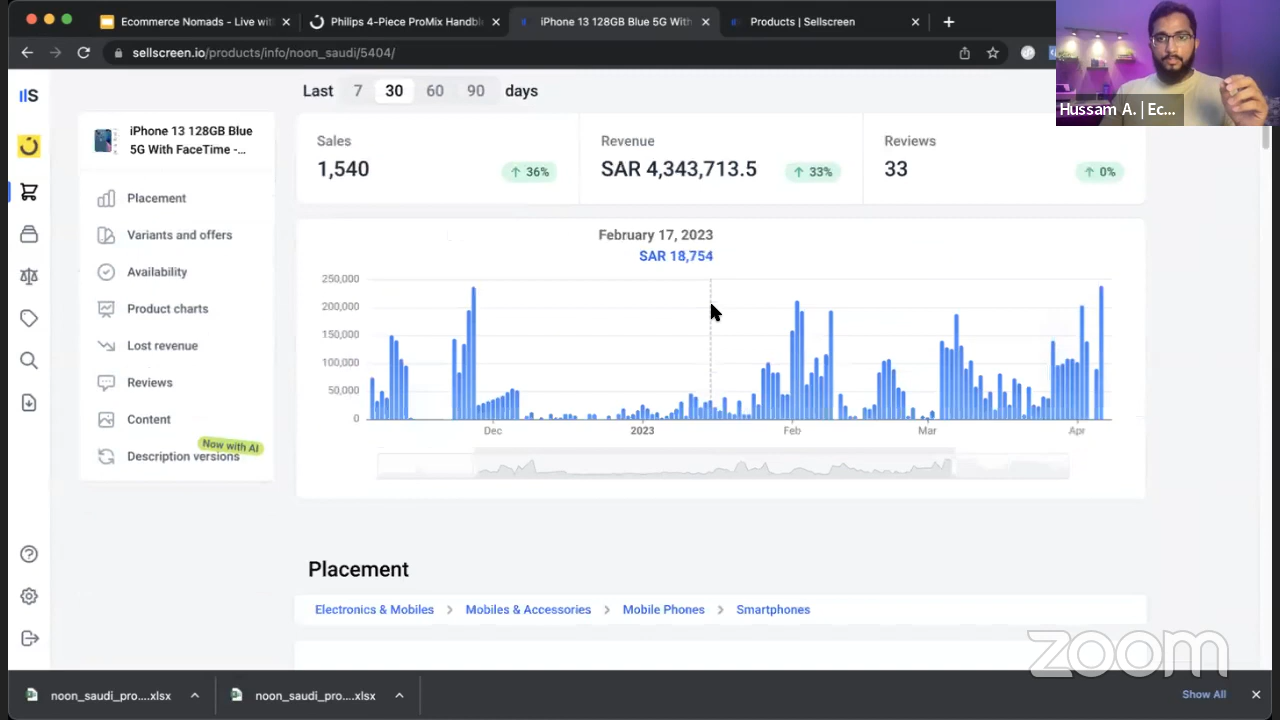 Ecommerce Nomads - Live wit
Philips 4-Piece ProMix Handbl
iPhone 13 128GB Blue 5G With
Products | Sellscreen
sellscreen.io/products/info/noon_saudi/5404/
Hussam A. | Ec...
IIS
iPhone 13 128GB Blue
5G With FaceTime -...
Placement
Variants and offers
Availability
Product charts
Lost revenue
Reviews
Content
Now with AI
Description versions
Last 7 30 60 90 days
Sales
1,540
↑ 36%
Revenue
SAR 4,343,713.5
↑ 33%
Reviews
33
↑ 0%
February 17, 2023
SAR 18,754
250,000
200,000
150,000
100,000
50,000
0
Dec 2023 Feb Mar Apr
Placement
Electronics & Mobiles > Mobiles & Accessories > Mobile Phones > Smartphones
zoom
noon_saudi_pro....xlsx
noon_saudi_pro....xlsx
Show All